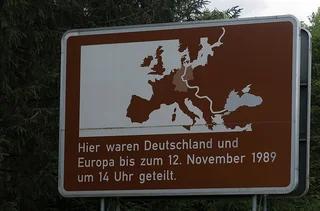 Hier waren Deutschland und
Europa bis zum 12. November 1989
um 14 Uhr geteilt.